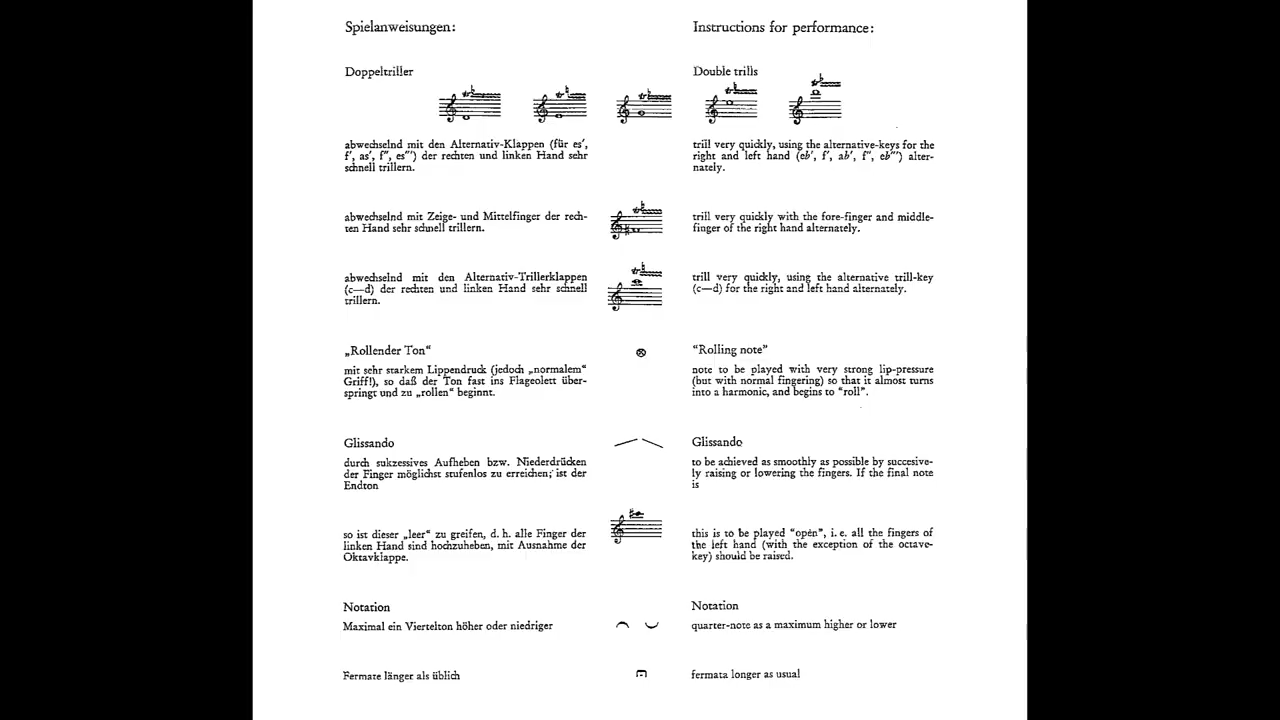 Spielanweisungen:
Doppeltriller
abwechselnd mit den Alternativ-Klappen (für es′,
f′, as′, f″, es‴) der rechten und linken Hand sehr
schnell trillern.
abwechselnd mit Zeige- und Mittelfinger der rech-
ten Hand sehr schnell trillern.
abwechselnd mit den Alternativ-Trillerklappen
(c—d) der rechten und linken Hand sehr schnell
trillern.
„Rollender Ton“
mit sehr starkem Lippendruck (jedoch „normalem“
Griff!), so daß der Ton fast ins Flageolett über-
springt und zu „rollen“ beginnt.
Glissando
durch sukzessives Aufheben bzw. Niederdrücken
der Finger möglichst stufenlos zu erreichen; ist der
Endton
so ist dieser „leer“ zu greifen, d. h. alle Finger der
linken Hand sind hochzuheben, mit Ausnahme der
Oktavklappe.
Notation
Maximal ein Viertelton höher oder niedriger
Fermate länger als üblich
Instructions for performance:
Double trills
trill very quickly, using the alternative-keys for the
right and left hand (eb′, f′, ab′, f″, eb‴) alter-
nately.
trill very quickly with the fore-finger and middle-
finger of the right hand alternately.
trill very quickly, using the alternative trill-key
(c—d) for the right and left hand alternately.
“Rolling note”
note to be played with very strong lip-pressure
(but with normal fingering) so that it almost turns
into a harmonic, and begins to “roll”.
Glissando
to be achieved as smoothly as possible by succesive-
ly raising or lowering the fingers. If the final note
is
this is to be played “open”, i. e. all the fingers of
the left hand (with the exception of the octave-
key) should be raised.
Notation
quarter-note as a maximum higher or lower
fermata longer as usual